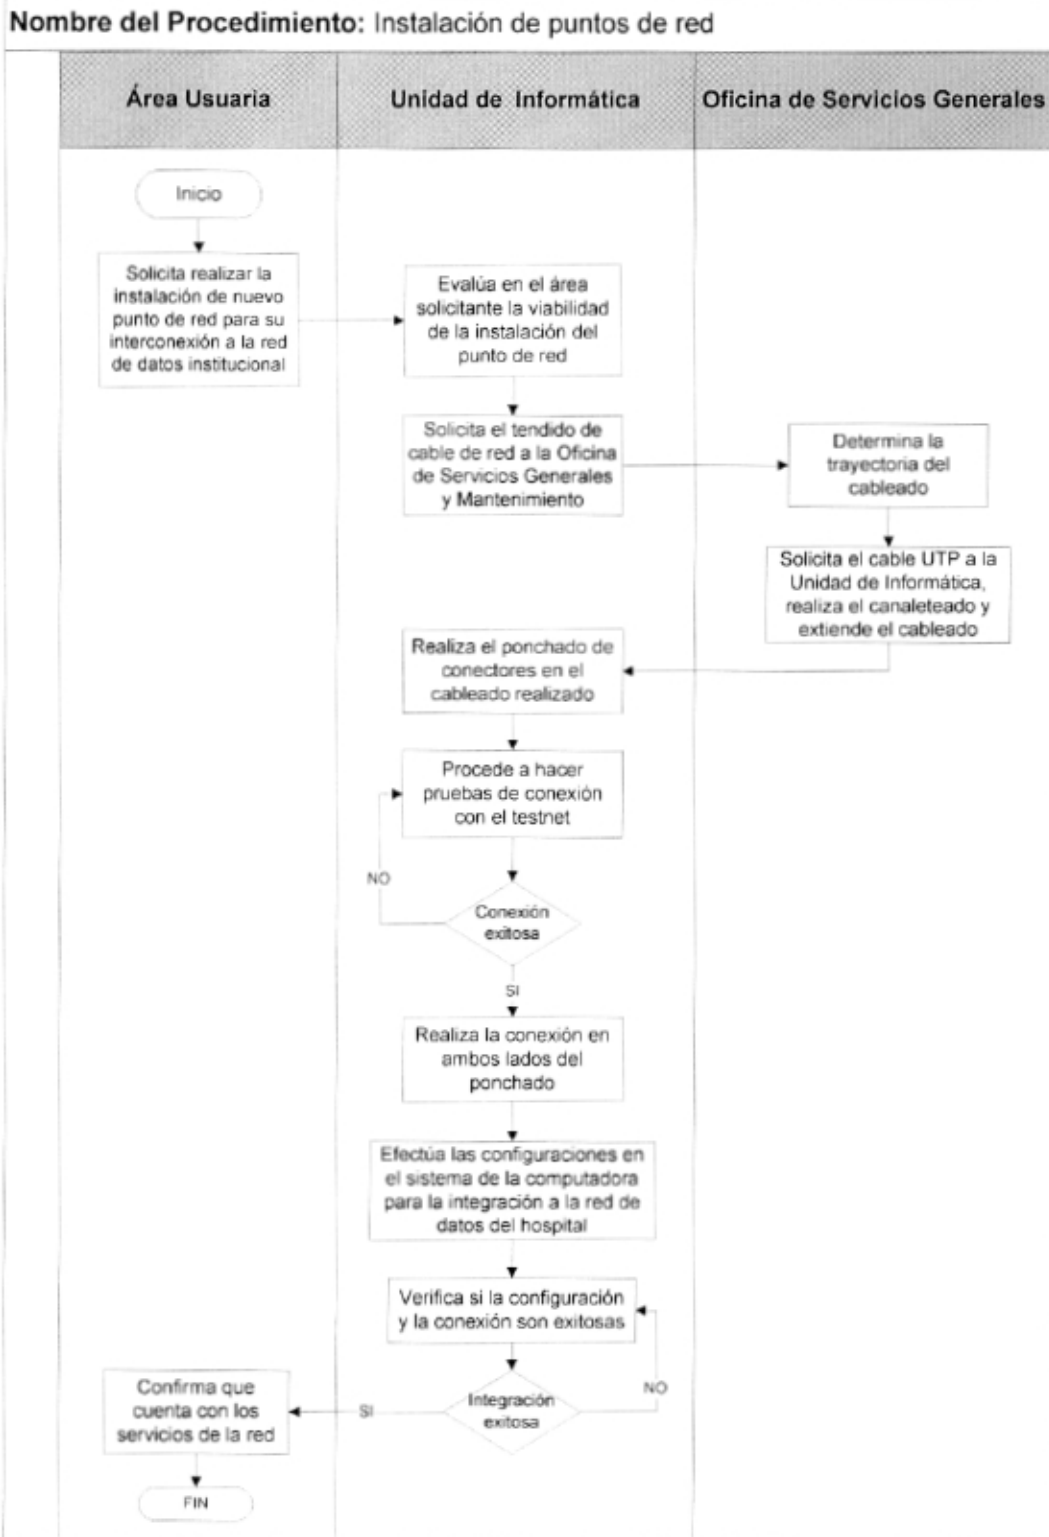 Nombre del Procedimiento: Instalación de puntos de red
Área Usuaria
Unidad de Informática
Oficina de Servicios Generales
Inicio
Solicita realizar la
instalación de nuevo
punto de red para su
interconexión a la red
de datos institucional
Evalúa en el área
solicitante la viabilidad
de la instalación del
punto de red
Solicita el tendido de
cable de red a la Oficina
de Servicios Generales
y Mantenimiento
Determina la
trayectoria del
cableado
Solicita el cable UTP a la
Unidad de Informática,
realiza el canaleteado y
extiende el cableado
Realiza el ponchado de
conectores en el
cableado realizado
Procede a hacer
pruebas de conexión
con el testnet
NO
Conexión
exitosa
SI
Realiza la conexión en
ambos lados del
ponchado
Efectúa las configuraciones en
el sistema de la computadora
para la integración a la red de
datos del hospital
Verifica si la configuración
y la conexión son exitosas
NO
Integración
exitosa
SI
Confirma que
cuenta con los
servicios de la red
FIN